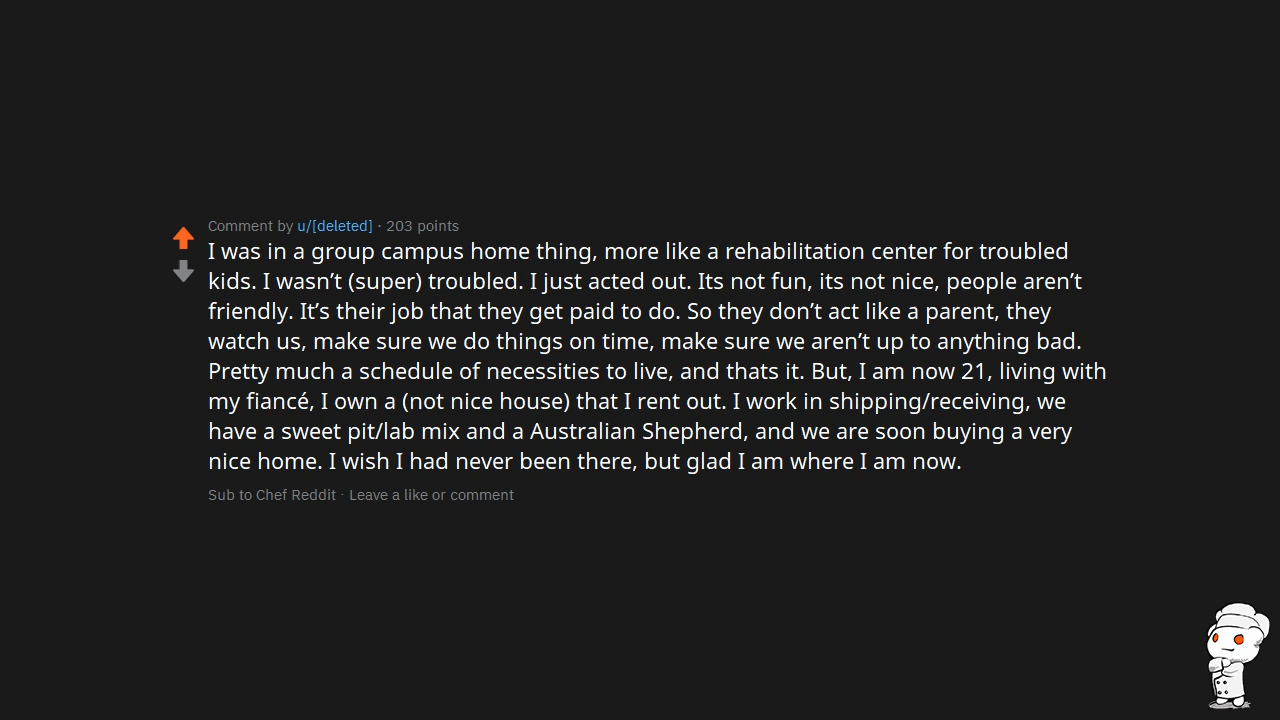 Comment by u/[deleted] · 203 points
I was in a group campus home thing, more like a rehabilitation center for troubled
kids. I wasn’t (super) troubled. I just acted out. Its not fun, its not nice, people aren’t
friendly. It’s their job that they get paid to do. So they don’t act like a parent, they
watch us, make sure we do things on time, make sure we aren’t up to anything bad.
Pretty much a schedule of necessities to live, and thats it. But, I am now 21, living with
my fiancé, I own a (not nice house) that I rent out. I work in shipping/receiving, we
have a sweet pit/lab mix and a Australian Shepherd, and we are soon buying a very
nice home. I wish I had never been there, but glad I am where I am now.
Sub to Chef Reddit · Leave a like or comment